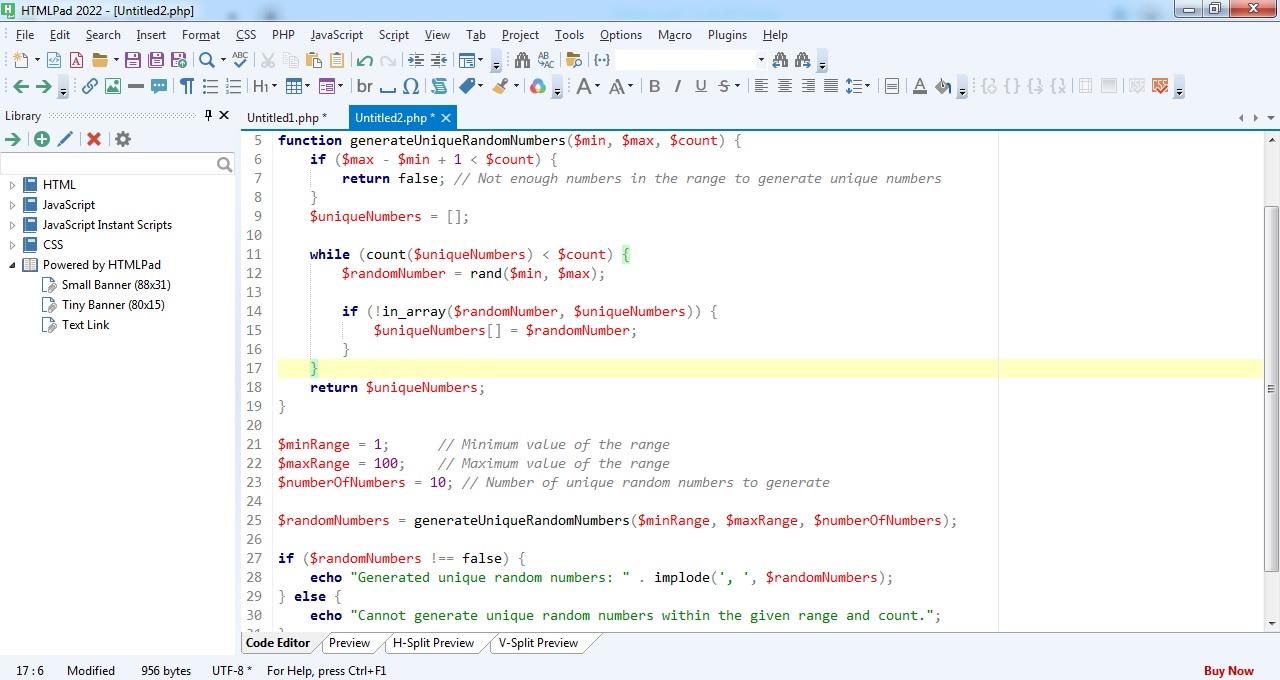 HTMLPad 2022 - [Untitled2.php]
File Edit Search Insert Format CSS PHP JavaScript Script View Tab Project Tools Options Macro Plugins Help
Library
Untitled1.php * Untitled2.php *
HTML
JavaScript
JavaScript Instant Scripts
CSS
Powered by HTMLPad
Small Banner (88x31)
Tiny Banner (80x15)
Text Link
5 function generateUniqueRandomNumbers($min, $max, $count) {
6 if ($max - $min + 1 < $count) {
7 return false; // Not enough numbers in the range to generate unique numbers
8 }
9 $uniqueNumbers = [];
10
11 while (count($uniqueNumbers) < $count) {
12 $randomNumber = rand($min, $max);
13
14 if (!in_array($randomNumber, $uniqueNumbers)) {
15 $uniqueNumbers[] = $randomNumber;
16 }
17 }
18 return $uniqueNumbers;
19 }
20
21 $minRange = 1; // Minimum value of the range
22 $maxRange = 100; // Maximum value of the range
23 $numberOfNumbers = 10; // Number of unique random numbers to generate
24
25 $randomNumbers = generateUniqueRandomNumbers($minRange, $maxRange, $numberOfNumbers);
26
27 if ($randomNumbers !== false) {
28 echo "Generated unique random numbers: " . implode(', ', $randomNumbers);
29 } else {
30 echo "Cannot generate unique random numbers within the given range and count.";
Code Editor Preview H-Split Preview V-Split Preview
17 : 6 Modified 956 bytes UTF-8 * For Help, press Ctrl+F1 Buy Now